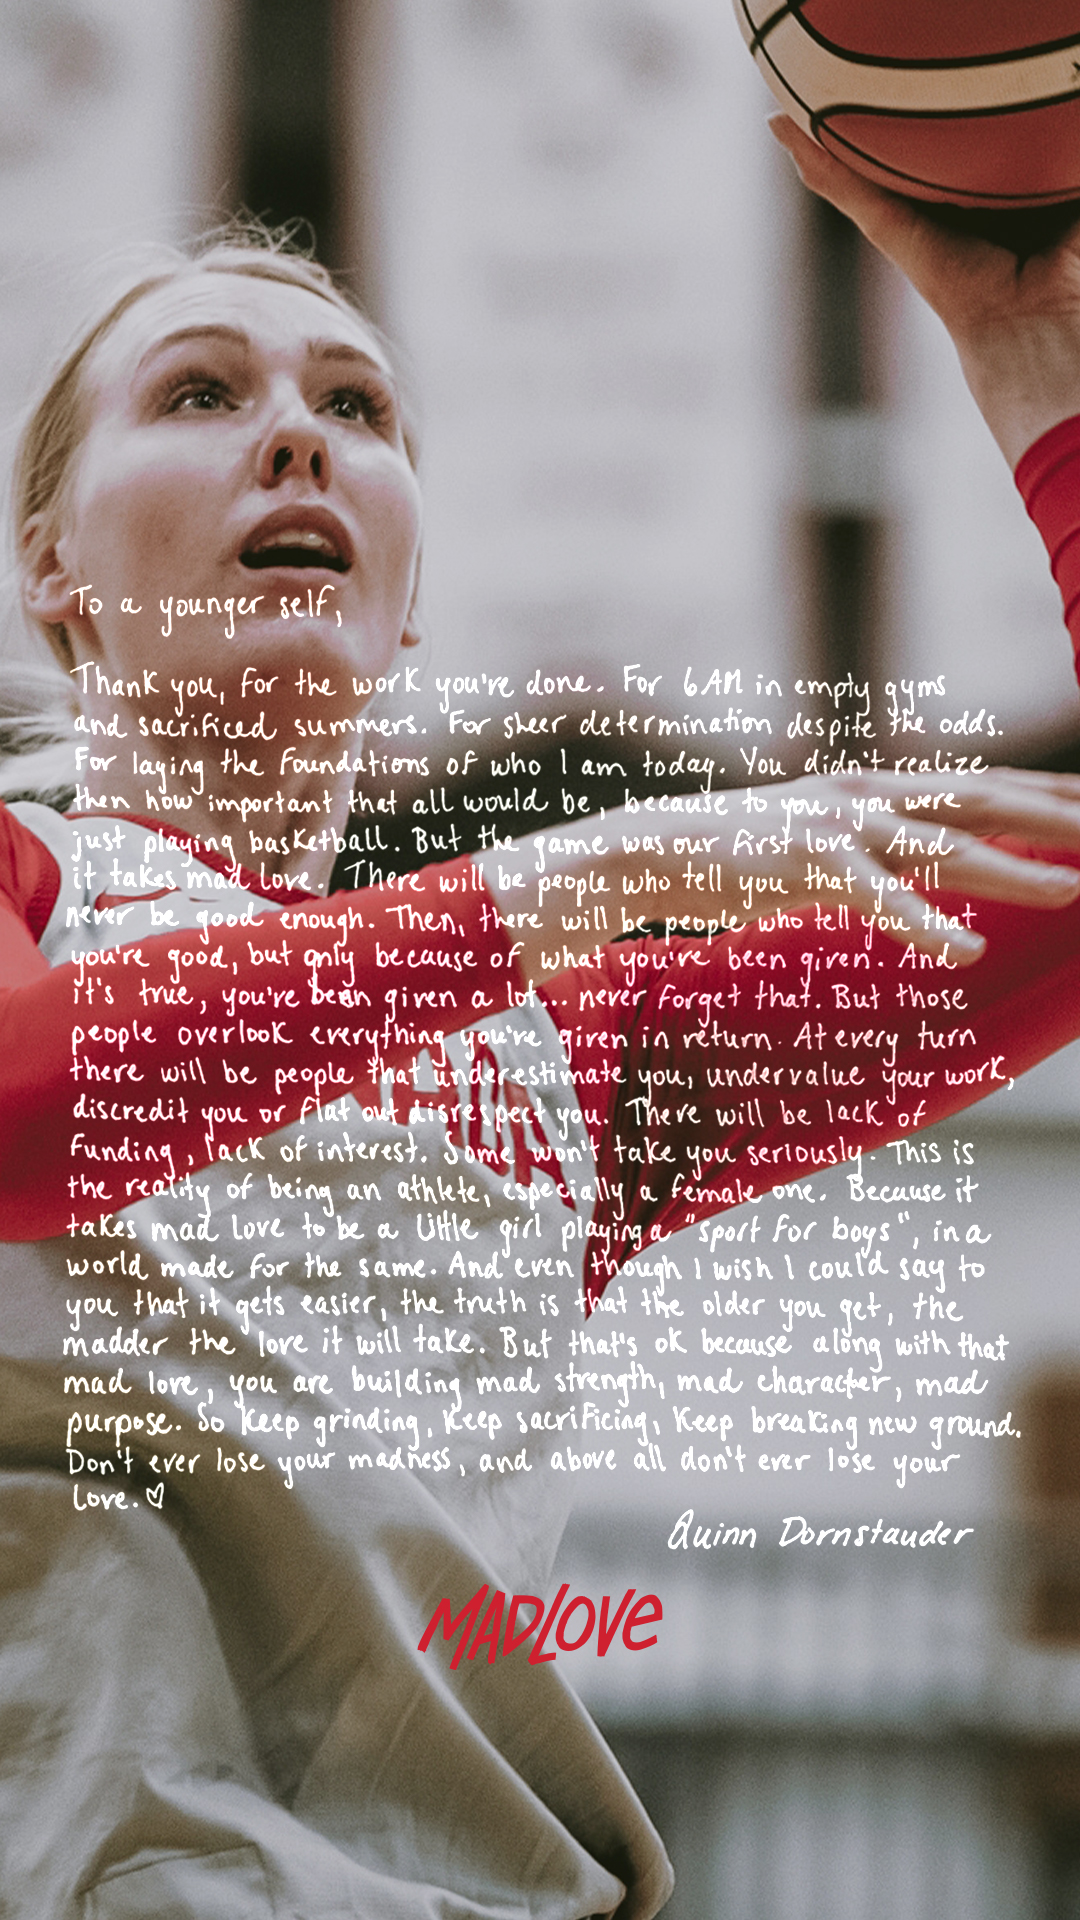 To a younger self,
Thank you, for the work you're done. For 6AM in empty gyms
and sacrificed summers. For sheer determination despite the odds.
For laying the foundations of who I am today. You didn't realize
then how important that all would be, because to you, you were
just playing basketball. But the game was our first love. And
it takes mad love. There will be people who tell you that you'll
never be good enough. Then, there will be people who tell you that
you're good, but only because of what you've been given. And
it's true, you've been given a lot... never forget that. But those
people overlook everything you've given in return. At every turn
there will be people that underestimate you, undervalue your work,
discredit you or flat out disrespect you. There will be lack of
funding, lack of interest. Some won't take you seriously. This is
the reality of being an athlete, especially a female one. Because it
takes mad love to be a little girl playing a "sport for boys", in a
world made for the same. And even though I wish I could say to
you that it gets easier, the truth is that the older you get, the
madder the love it will take. But that's ok because along with that
mad love, you are building mad strength, mad character, mad
purpose. So keep grinding, keep sacrificing, keep breaking new ground.
Don't ever lose your madness, and above all don't ever lose your
love.♡
Quinn Dornstauder
MADLOVE